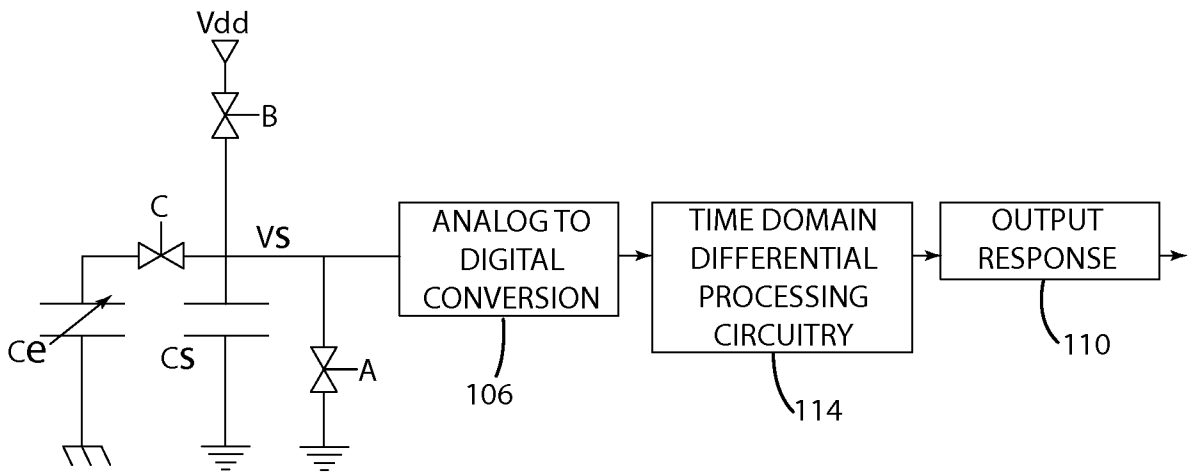 Vdd
B
C
VS
Ce
CS
A
ANALOG TO
DIGITAL
CONVERSION
106
TIME DOMAIN
DIFFERENTIAL
PROCESSING
CIRCUITRY
114
OUTPUT
RESPONSE
110